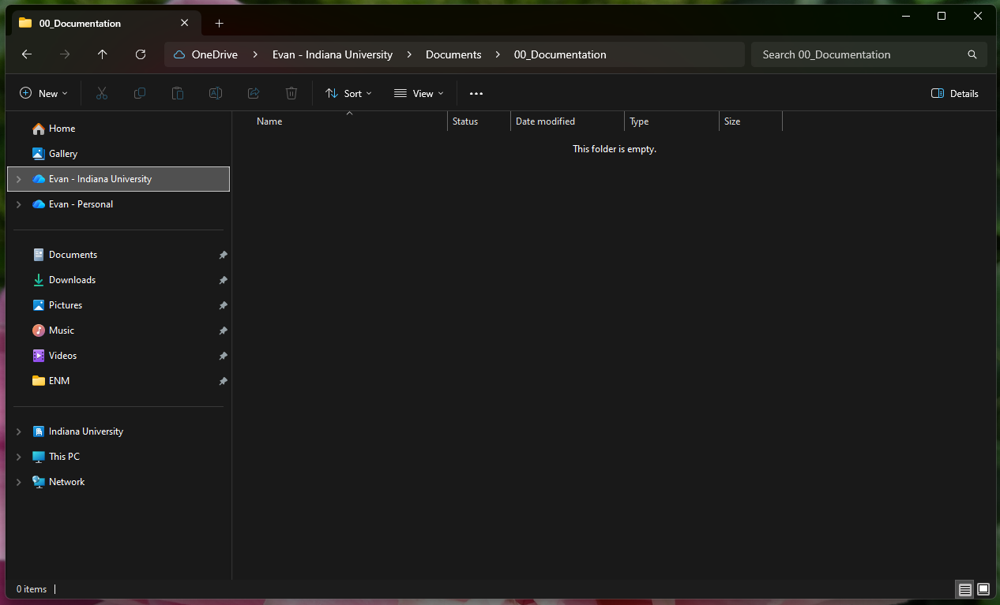 00_Documentation
OneDrive Evan - Indiana University Documents 00_Documentation Search 00_Documentation
New Sort View Details
Home
Gallery
Evan - Indiana University
Evan - Personal
Documents
Downloads
Pictures
Music
Videos
ENM
Indiana University
This PC
Network
Name Status Date modified Type Size
This folder is empty.
0 items